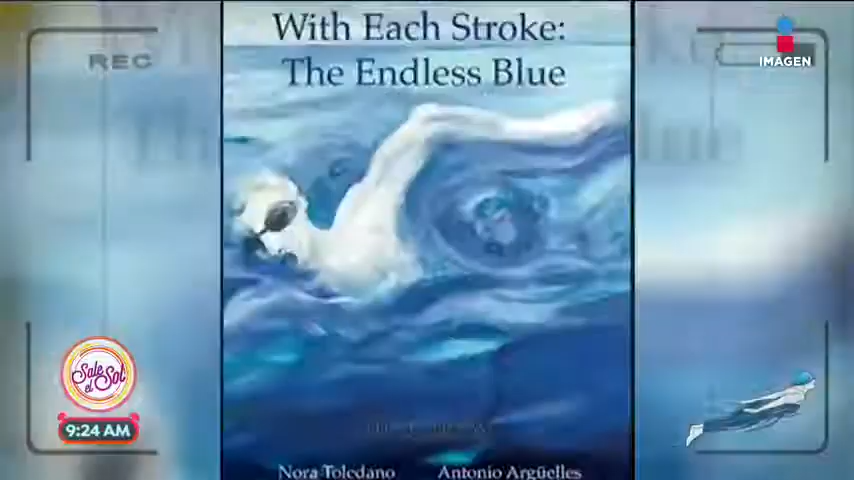 With Each Stroke:
The Endless Blue
REC
IMAGEN
Sale
el
Sol
9:24 AM
Nora Toledano Antonio Argüelles